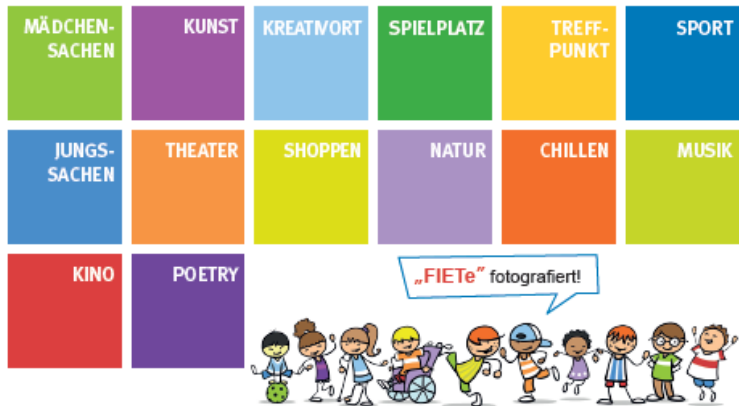 MÄDCHEN-
SACHEN
KUNST
KREATIVORT
SPIELPLATZ
TREFF-
PUNKT
SPORT
JUNGS-
SACHEN
THEATER
SHOPPEN
NATUR
CHILLEN
MUSIK
KINO
POETRY
„FIETe” fotografiert!